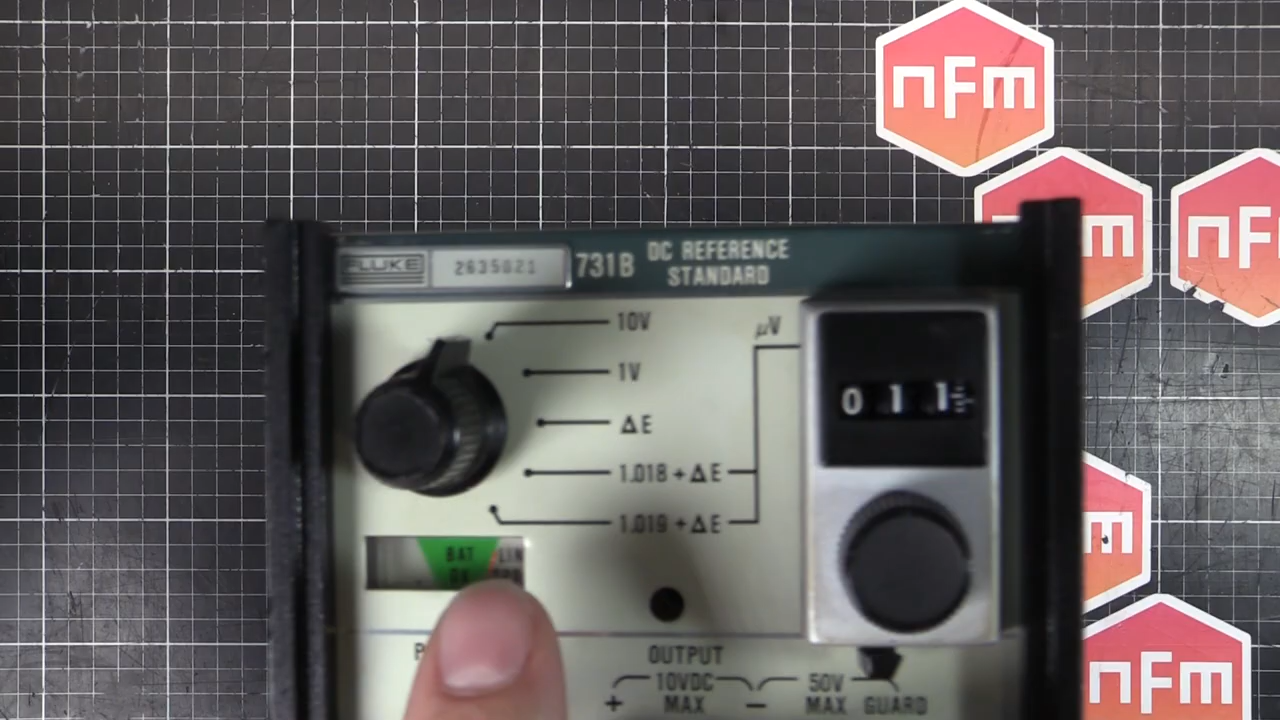 nFm
nFm
FLUKE 2635021 731B DC REFERENCE
STANDARD
10V
µV
1V
0 1 1
ΔE
1.018 + ΔE
1.019 + ΔE
BAT
OUTPUT
+ 10VDC MAX −
50V MAX
GUARD
nFm